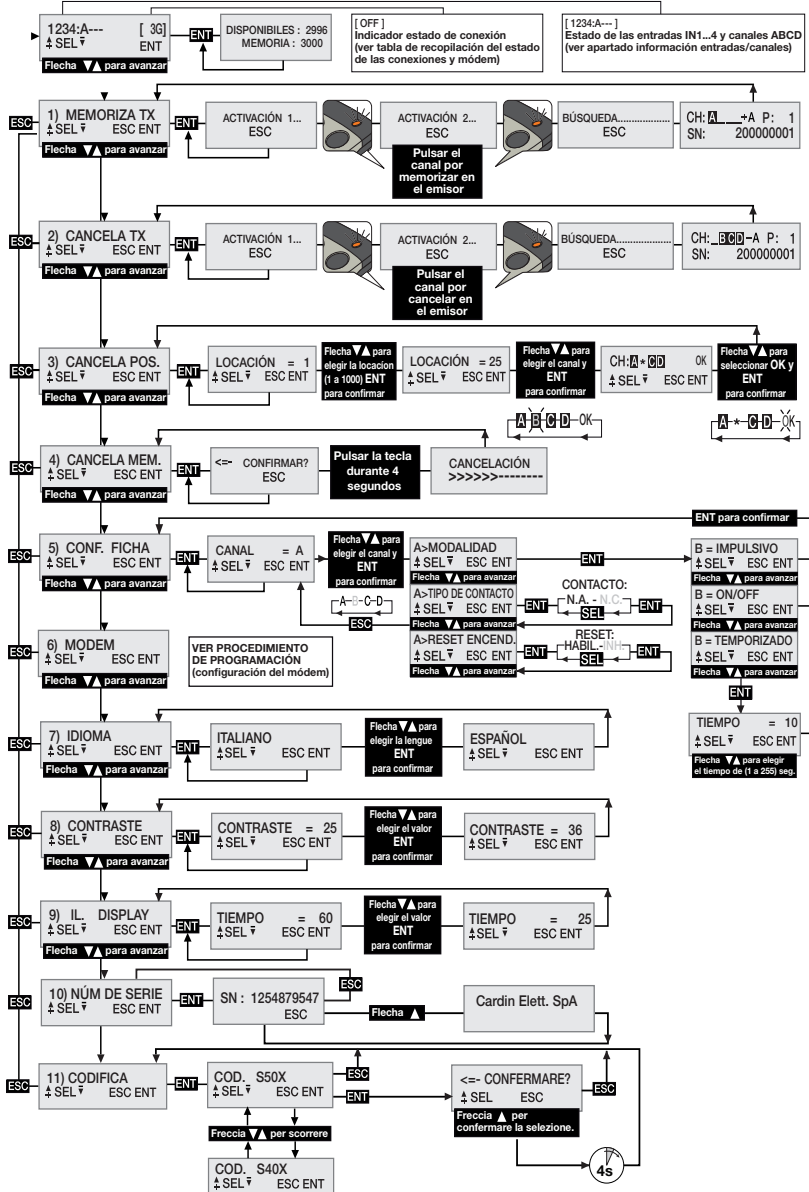 1234:A--- [ 3G]
SEL ENT
Flecha ▼▲ para avanzar
ENT
DISPONIBILES : 2996
MEMORIA : 3000
[ OFF ]
Indicador estado de conexión
(ver tabla de recopilación del estado
de las conexiones y módem)
[ 1234:A--- ]
Estado de las entradas IN1...4 y canales ABCD
(ver apartado información entradas/canales)
ESC
1) MEMORIZA TX
SEL ESC ENT
Flecha ▼▲ para avanzar
ENT
ACTIVACIÓN 1...
ESC
ACTIVACIÓN 2...
ESC
Pulsar el
canal por
memorizar en
el emisor
BÚSQUEDA...................
ESC
CH: A___+A P: 1
SN: 200000001
ESC
2) CANCELA TX
SEL ESC ENT
Flecha ▼▲ para avanzar
ENT
ACTIVACIÓN 1...
ESC
ACTIVACIÓN 2...
ESC
Pulsar el
canal por
cancelar en
el emisor
BÚSQUEDA...................
ESC
CH:_BCD-A P: 1
SN: 200000001
ESC
3) CANCELA POS.
SEL ESC ENT
Flecha ▼▲ para avanzar
ENT
LOCACIÓN = 1
SEL ESC ENT
Flecha ▼▲ para
elegir la locacion
(1 a 1000) ENT
para confirmar
LOCACIÓN = 25
SEL ESC ENT
Flecha ▼▲ para
elegir el canal y
ENT
para confirmar
CH:A*CD OK
SEL ESC ENT
Flecha ▼▲ para
seleccionar OK y
ENT
para confirmar
A-B-C-D-OK
A-*-C-D-OK
ESC
4) CANCELA MEM.
SEL ESC ENT
Flecha ▼▲ para avanzar
ENT
<=- CONFIRMAR?
ESC
Pulsar la tecla
durante 4
segundos
CANCELACIÓN
>>>>>>--------
ENT para confirmar
ESC
5) CONF. FICHA
SEL ESC ENT
Flecha ▼▲ para avanzar
ENT
CANAL = A
SEL ESC ENT
Flecha ▼▲ para
elegir el canal y
ENT
para confirmar
A-B-C-D
ESC
A>MODALIDAD
SEL ESC ENT
Flecha ▼▲ para avanzar
ENT
A>TIPO DE CONTACTO
SEL ESC ENT
Flecha ▼▲ para avanzar
ENT
CONTACTO:
N.A. - N.C.
SEL
ENT
A>RESET ENCEND.
SEL ESC ENT
Flecha ▼▲ para avanzar
ENT
RESET:
HABIL.-INH.
SEL
ENT
B = IMPULSIVO
SEL ESC ENT
Flecha ▼▲ para avanzar
B = ON/OFF
SEL ESC ENT
Flecha ▼▲ para avanzar
B = TEMPORIZADO
SEL ESC ENT
Flecha ▼▲ para avanzar
ENT
TIEMPO = 10
SEL ESC ENT
Flecha ▼▲ para elegir
el tiempo de (1 a 255) seg.
ESC
6) MODEM
SEL ESC ENT
Flecha ▼▲ para avanzar
VER PROCEDIMIENTO
DE PROGRAMACIÓN
(configuración del módem)
ESC
7) IDIOMA
SEL ESC ENT
Flecha ▼▲ para avanzar
ENT
ITALIANO
SEL ESC ENT
Flecha ▼▲ para
elegir la lengue
ENT
para confirmar
ESPAÑOL
SEL ESC ENT
ESC
8) CONTRASTE
SEL ESC ENT
Flecha ▼▲ para avanzar
ENT
CONTRASTE = 25
SEL ESC ENT
Flecha ▼▲ para
elegir el valor
ENT
para confirmar
CONTRASTE = 36
SEL ESC ENT
ESC
9) IL. DISPLAY
SEL ESC ENT
Flecha ▼▲ para avanzar
ENT
TIEMPO = 60
SEL ESC ENT
Flecha ▼▲ para
elegir el valor
ENT
para confirmar
TIEMPO = 25
SEL ESC ENT
ESC
10) NÚM DE SERIE
SEL ESC ENT
ENT
SN : 1254879547
ESC
ESC
Flecha ▲
Cardin Elett. SpA
ESC
11) CODIFICA
SEL ESC ENT
ENT
COD. S50X
SEL ESC ENT
ESC
ENT
Freccia ▼▲ per scorrere
COD. S40X
SEL ESC ENT
<=- CONFERMARE?
SEL ESC
Freccia ▲ per
confermare la selezione.
ESC
4s